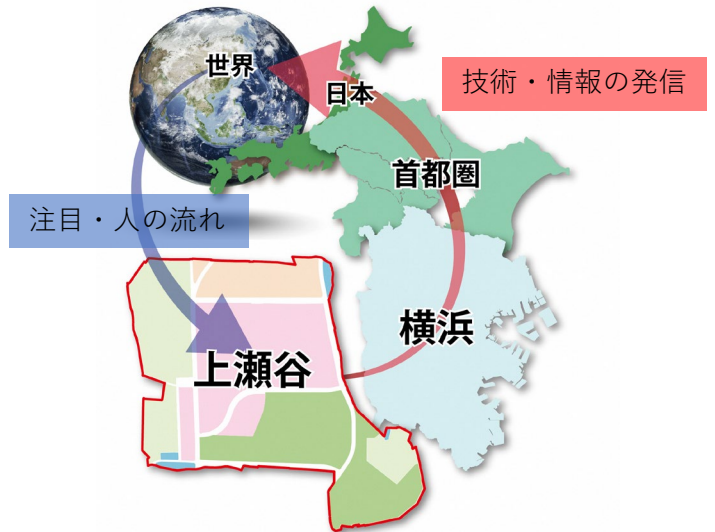 世界
日本
技術・情報の発信
首都圏
注目・人の流れ
横浜
上瀬谷